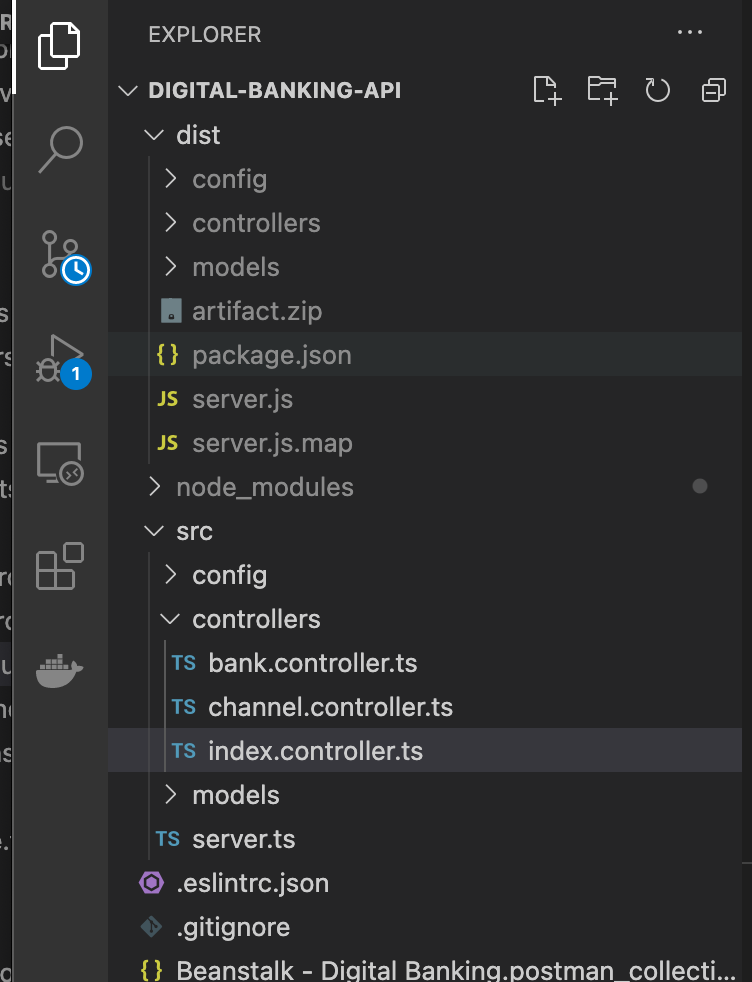 EXPLORER
DIGITAL-BANKING-API
dist
config
controllers
models
artifact.zip
{} package.json
JS server.js
JS server.js.map
node_modules
src
config
controllers
TS bank.controller.ts
TS channel.controller.ts
TS index.controller.ts
models
TS server.ts
.eslintrc.json
.gitignore
{} Beanstalk - Digital Banking.postman_collecti...
1